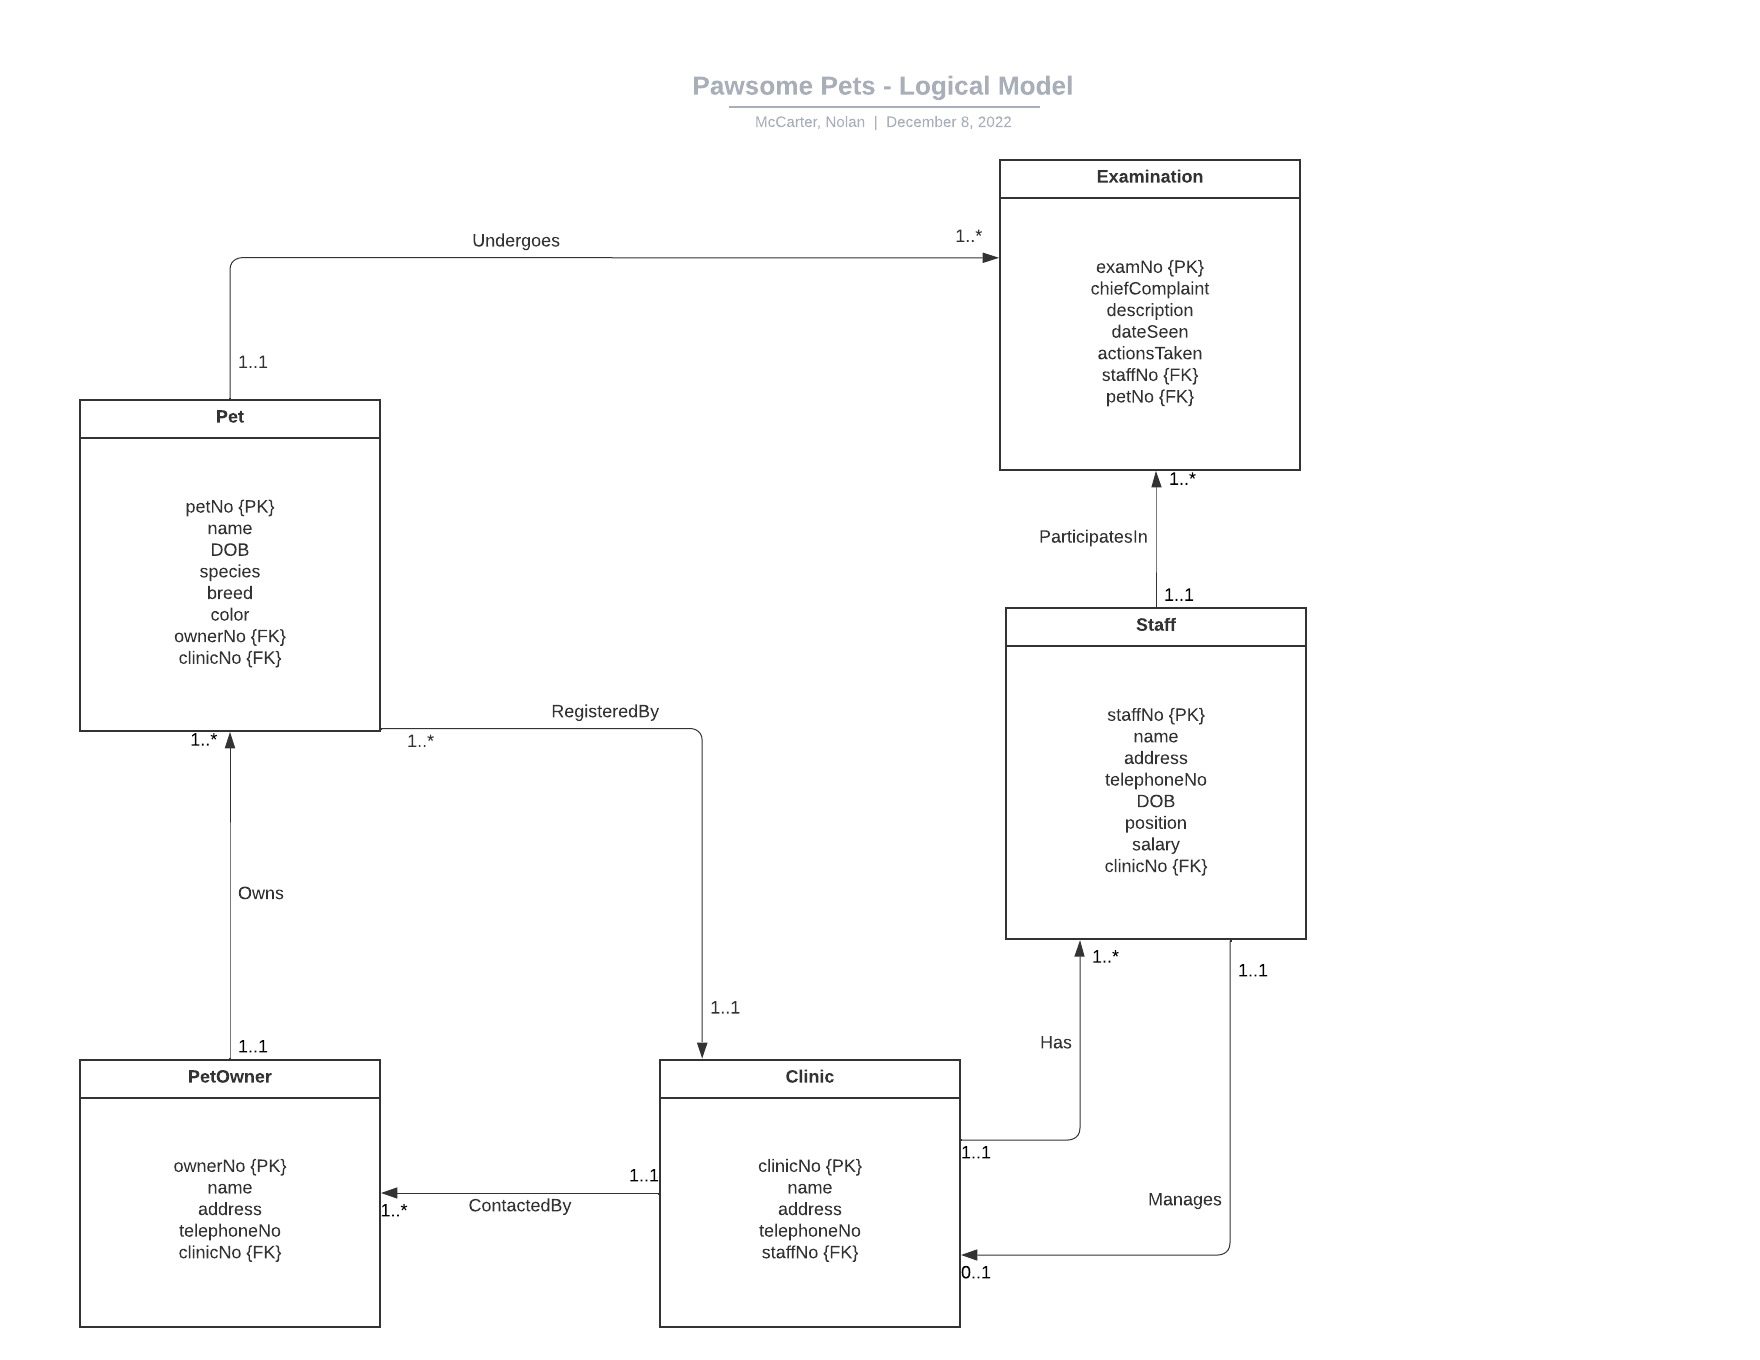 Pawsome Pets - Logical Model
McCarter, Nolan | December 8, 2022
Examination
examNo {PK}
chiefComplaint
description
dateSeen
actionsTaken
staffNo {FK}
petNo {FK}
Undergoes
1..*
1..1
Pet
petNo {PK}
name
DOB
species
breed
color
ownerNo {FK}
clinicNo {FK}
1..*
ParticipatesIn
1..1
Staff
staffNo {PK}
name
address
telephoneNo
DOB
position
salary
clinicNo {FK}
RegisteredBy
1..*
1..*
1..1
Owns
1..1
1..*
1..1
Has
1..1
Manages
0..1
PetOwner
ownerNo {PK}
name
address
telephoneNo
clinicNo {FK}
1..1
ContactedBy
1..*
Clinic
clinicNo {PK}
name
address
telephoneNo
staffNo {FK}